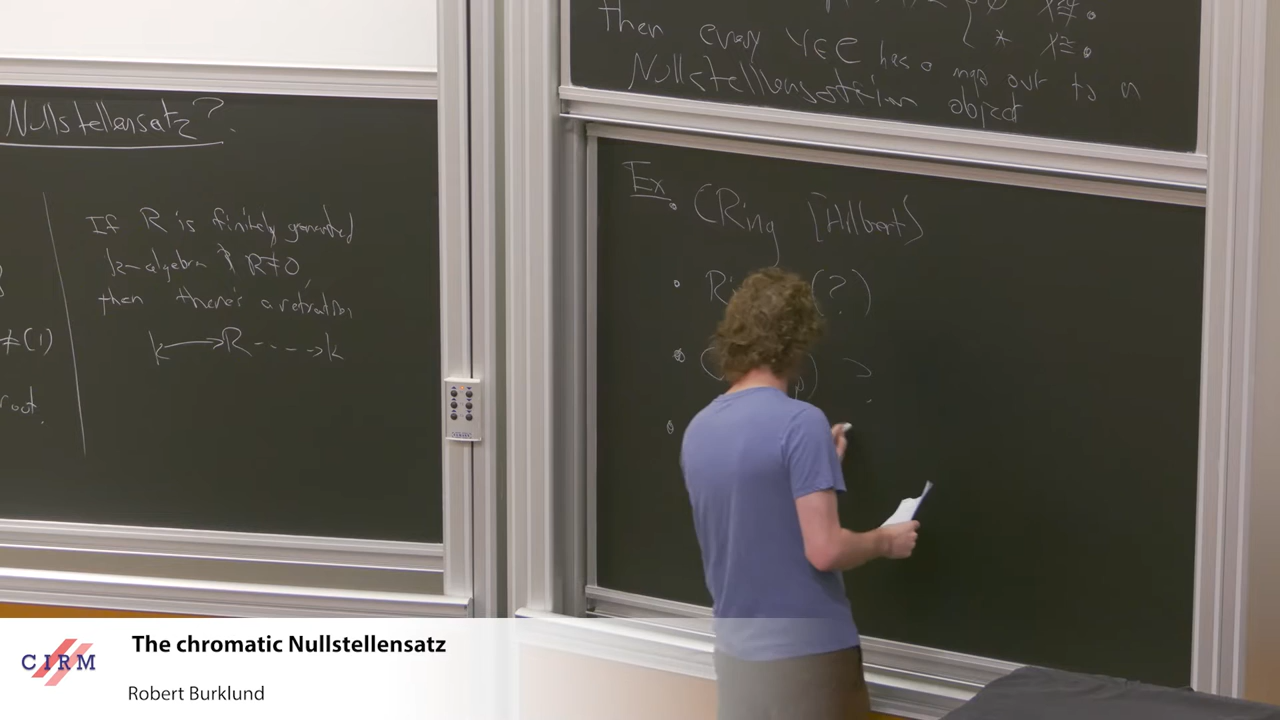 Nullstellensatz?
≠(1)
root.
If R is finitely generated
k-algebra & R≠0,
then there's a retraction
k → R ---> k
X≇•
* X≅•
then every Y∈C has a map out to a
Nullstellensatzian object
Ex.
• CRing [Hilbert]
• R (?)
• ?
CIRM
The chromatic Nullstellensatz
Robert Burklund